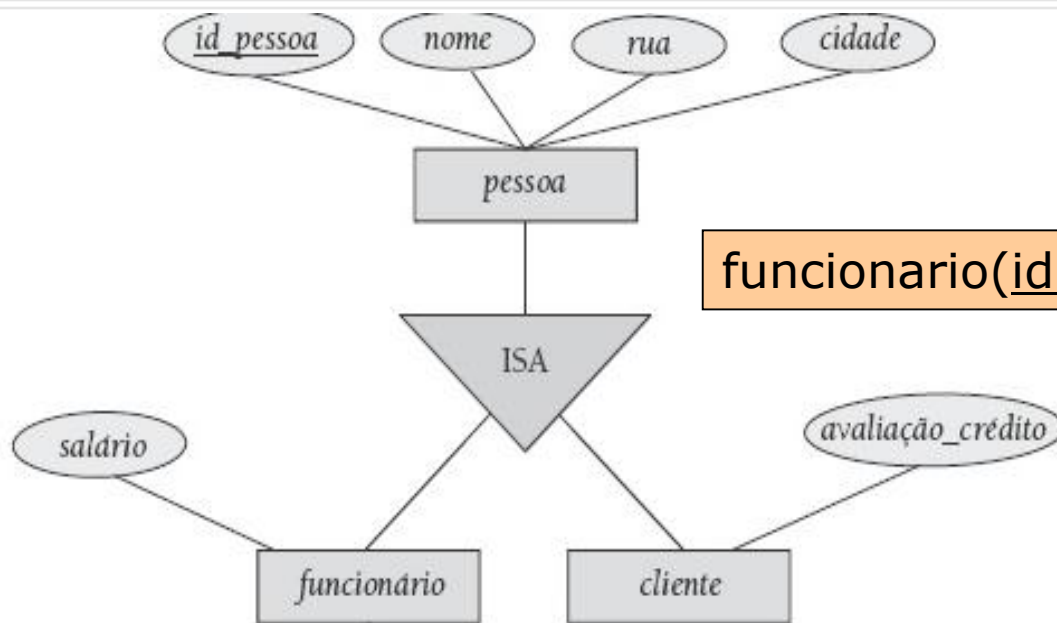 id_pessoa nome rua cidade
pessoa
funcionario(id
ISA
salário avaliação_crédito
funcionário cliente